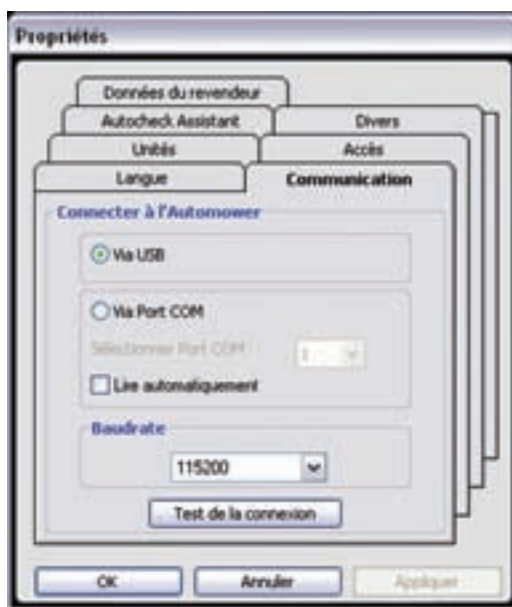 Propriétés
Données du revendeur
Autocheck Assistant Divers
Unités Accès
Langue Communication
Connecter à l'Automower
Via USB
Via Port COM
Sélectionner Port COM 1
Lire automatiquement
Baudrate
115200
Test de la connexion
OK Annuler Appliquer